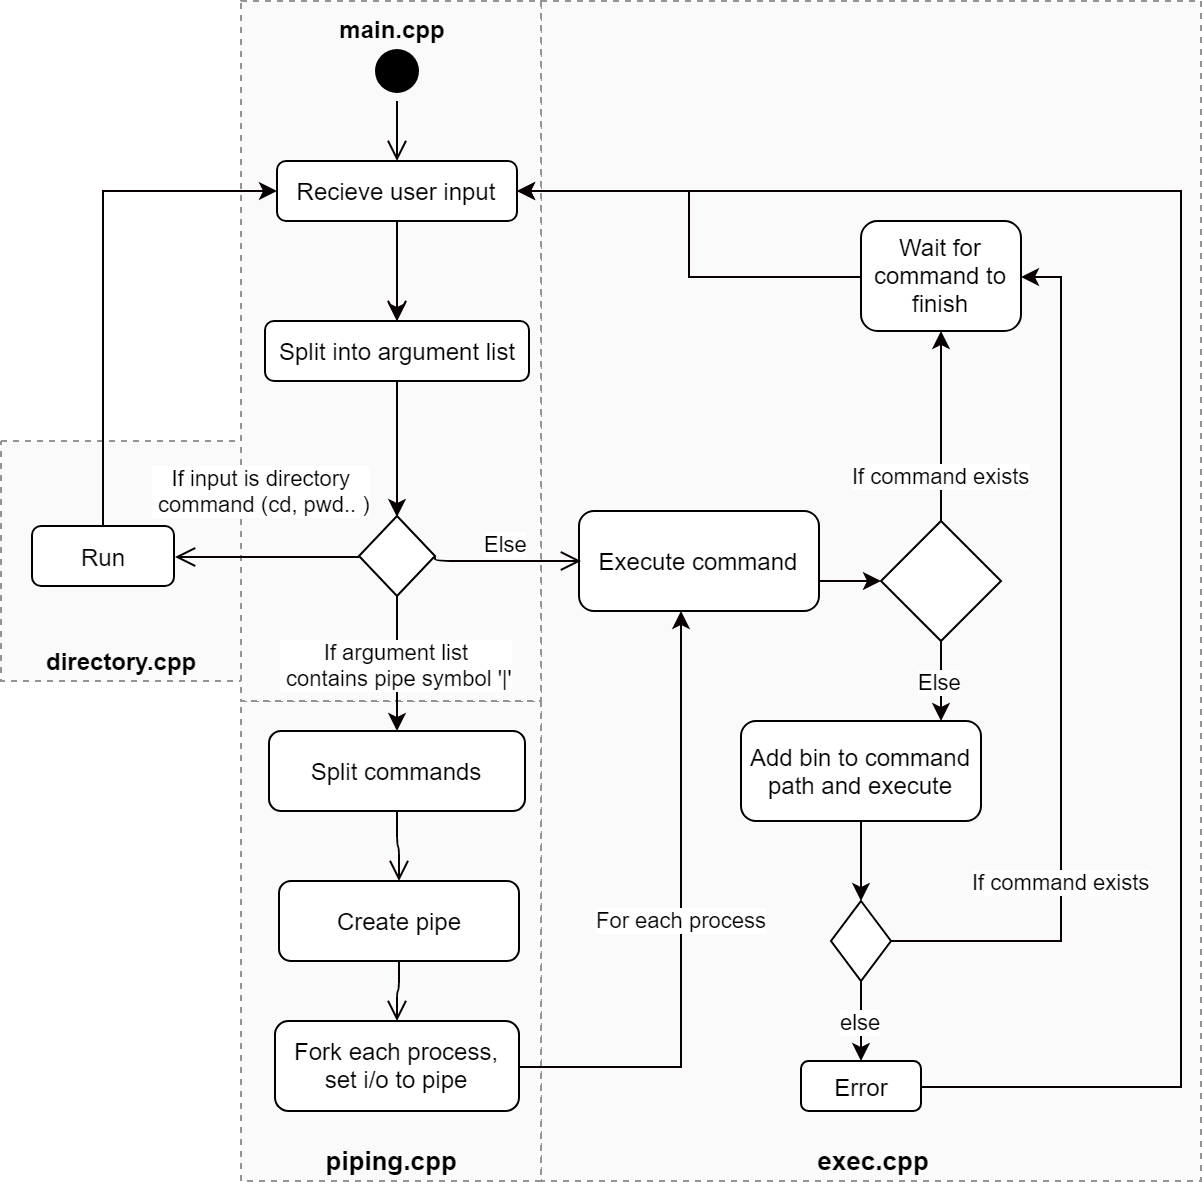 main.cpp
Recieve user input
Wait for
command to
finish
Split into argument list
If input is directory
command (cd, pwd.. )
If command exists
Run
Else
Execute command
directory.cpp
If argument list
contains pipe symbol '|'
Else
Split commands
Add bin to command
path and execute
If command exists
Create pipe
For each process
else
Fork each process,
set i/o to pipe
Error
piping.cpp
exec.cpp